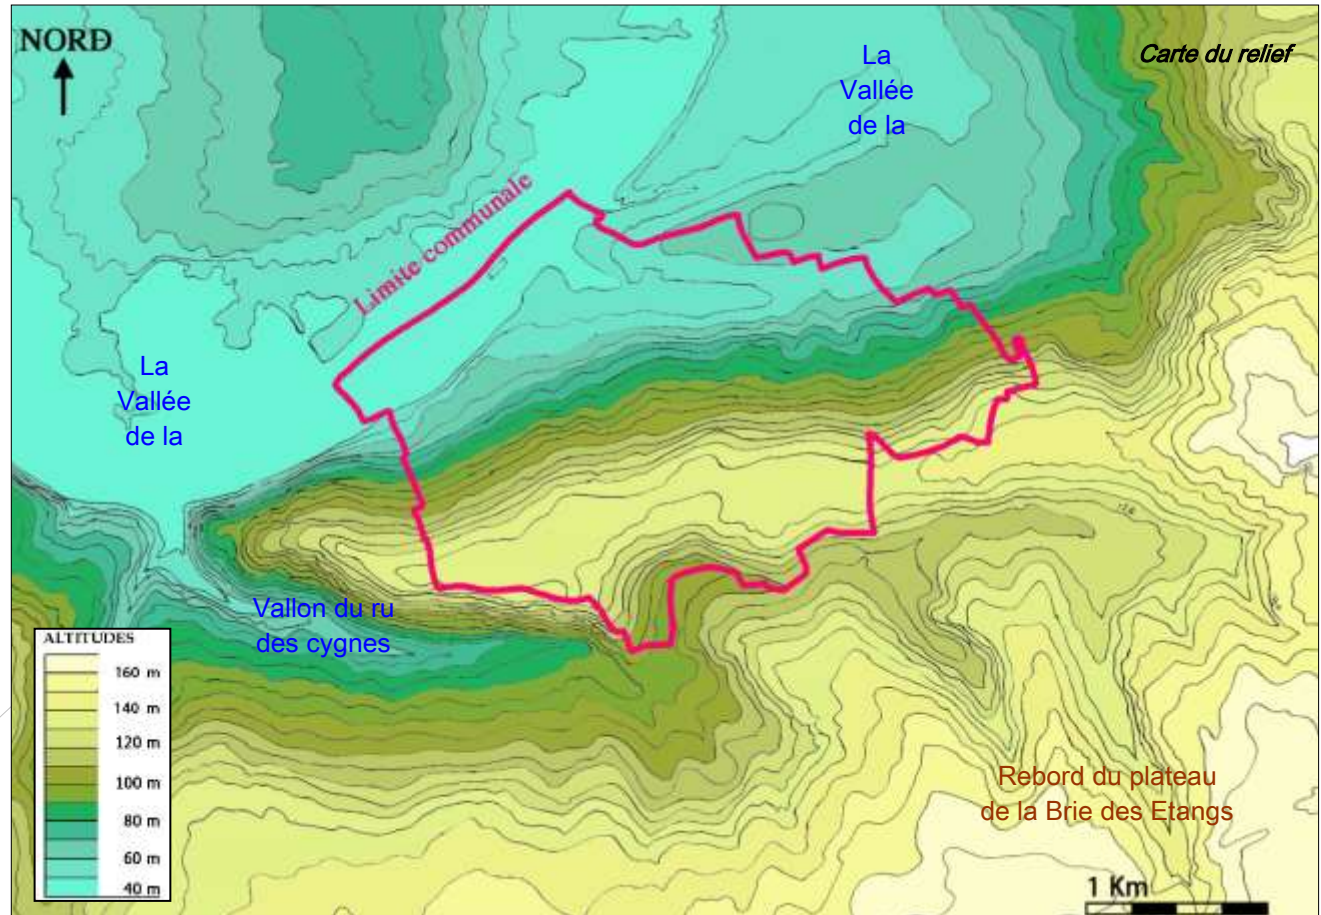 NORD
Carte du relief
La
Vallée
de la
Limite communale
La
Vallée
de la
Vallon du ru
des cygnes
ALTITUDES
160 m
140 m
120 m
100 m
80 m
60 m
40 m
Rebord du plateau
de la Brie des Etangs
1 Km